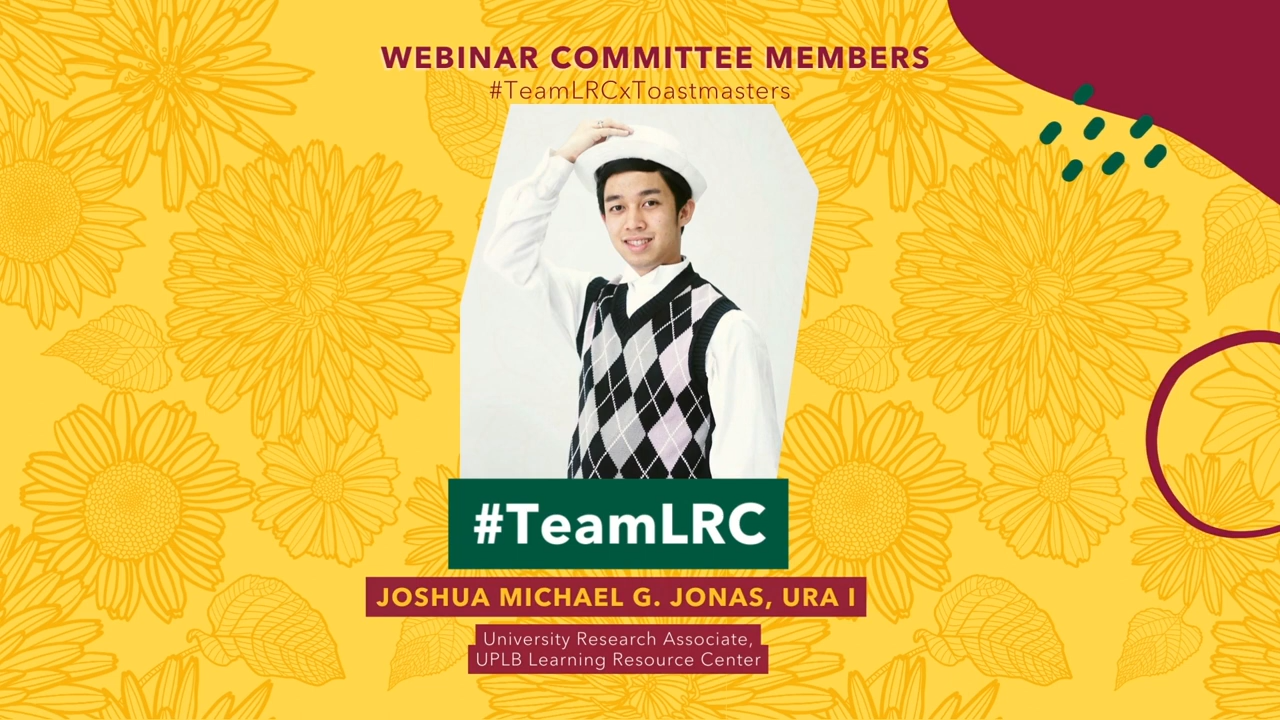 WEBINAR COMMITTEE MEMBERS
#TeamLRCxToastmasters
#TeamLRC
JOSHUA MICHAEL G. JONAS, URA I
University Research Associate,
UPLB Learning Resource Center